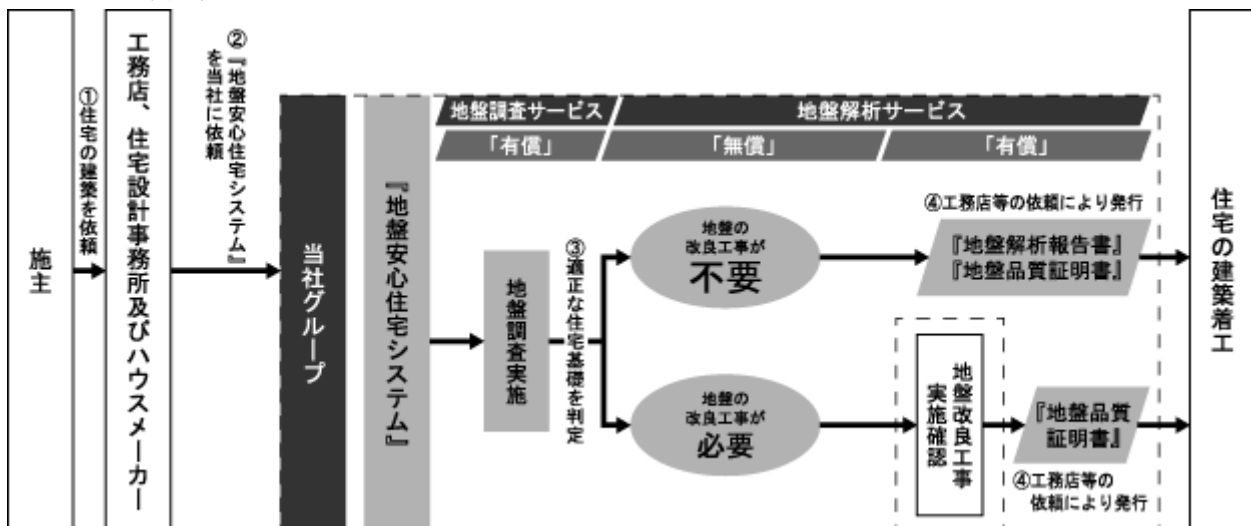 施主
①住宅の建築を依頼
工務店、住宅設計事務所及びハウスメーカー
②『地盤安心住宅システム』
を当社に依頼
当社グループ
『地盤安心住宅システム』
地盤調査サービス
地盤解析サービス
「有償」
「無償」
「有償」
地盤調査実施
③適正な住宅基礎を判定
地盤の
改良工事が
不要
④工務店等の依頼により発行
『地盤解析報告書』
『地盤品質証明書』
地盤の
改良工事が
必要
地盤改良工事
実施確認
『地盤品質
証明書』
④工務店等の
依頼により発行
住宅の建築着工